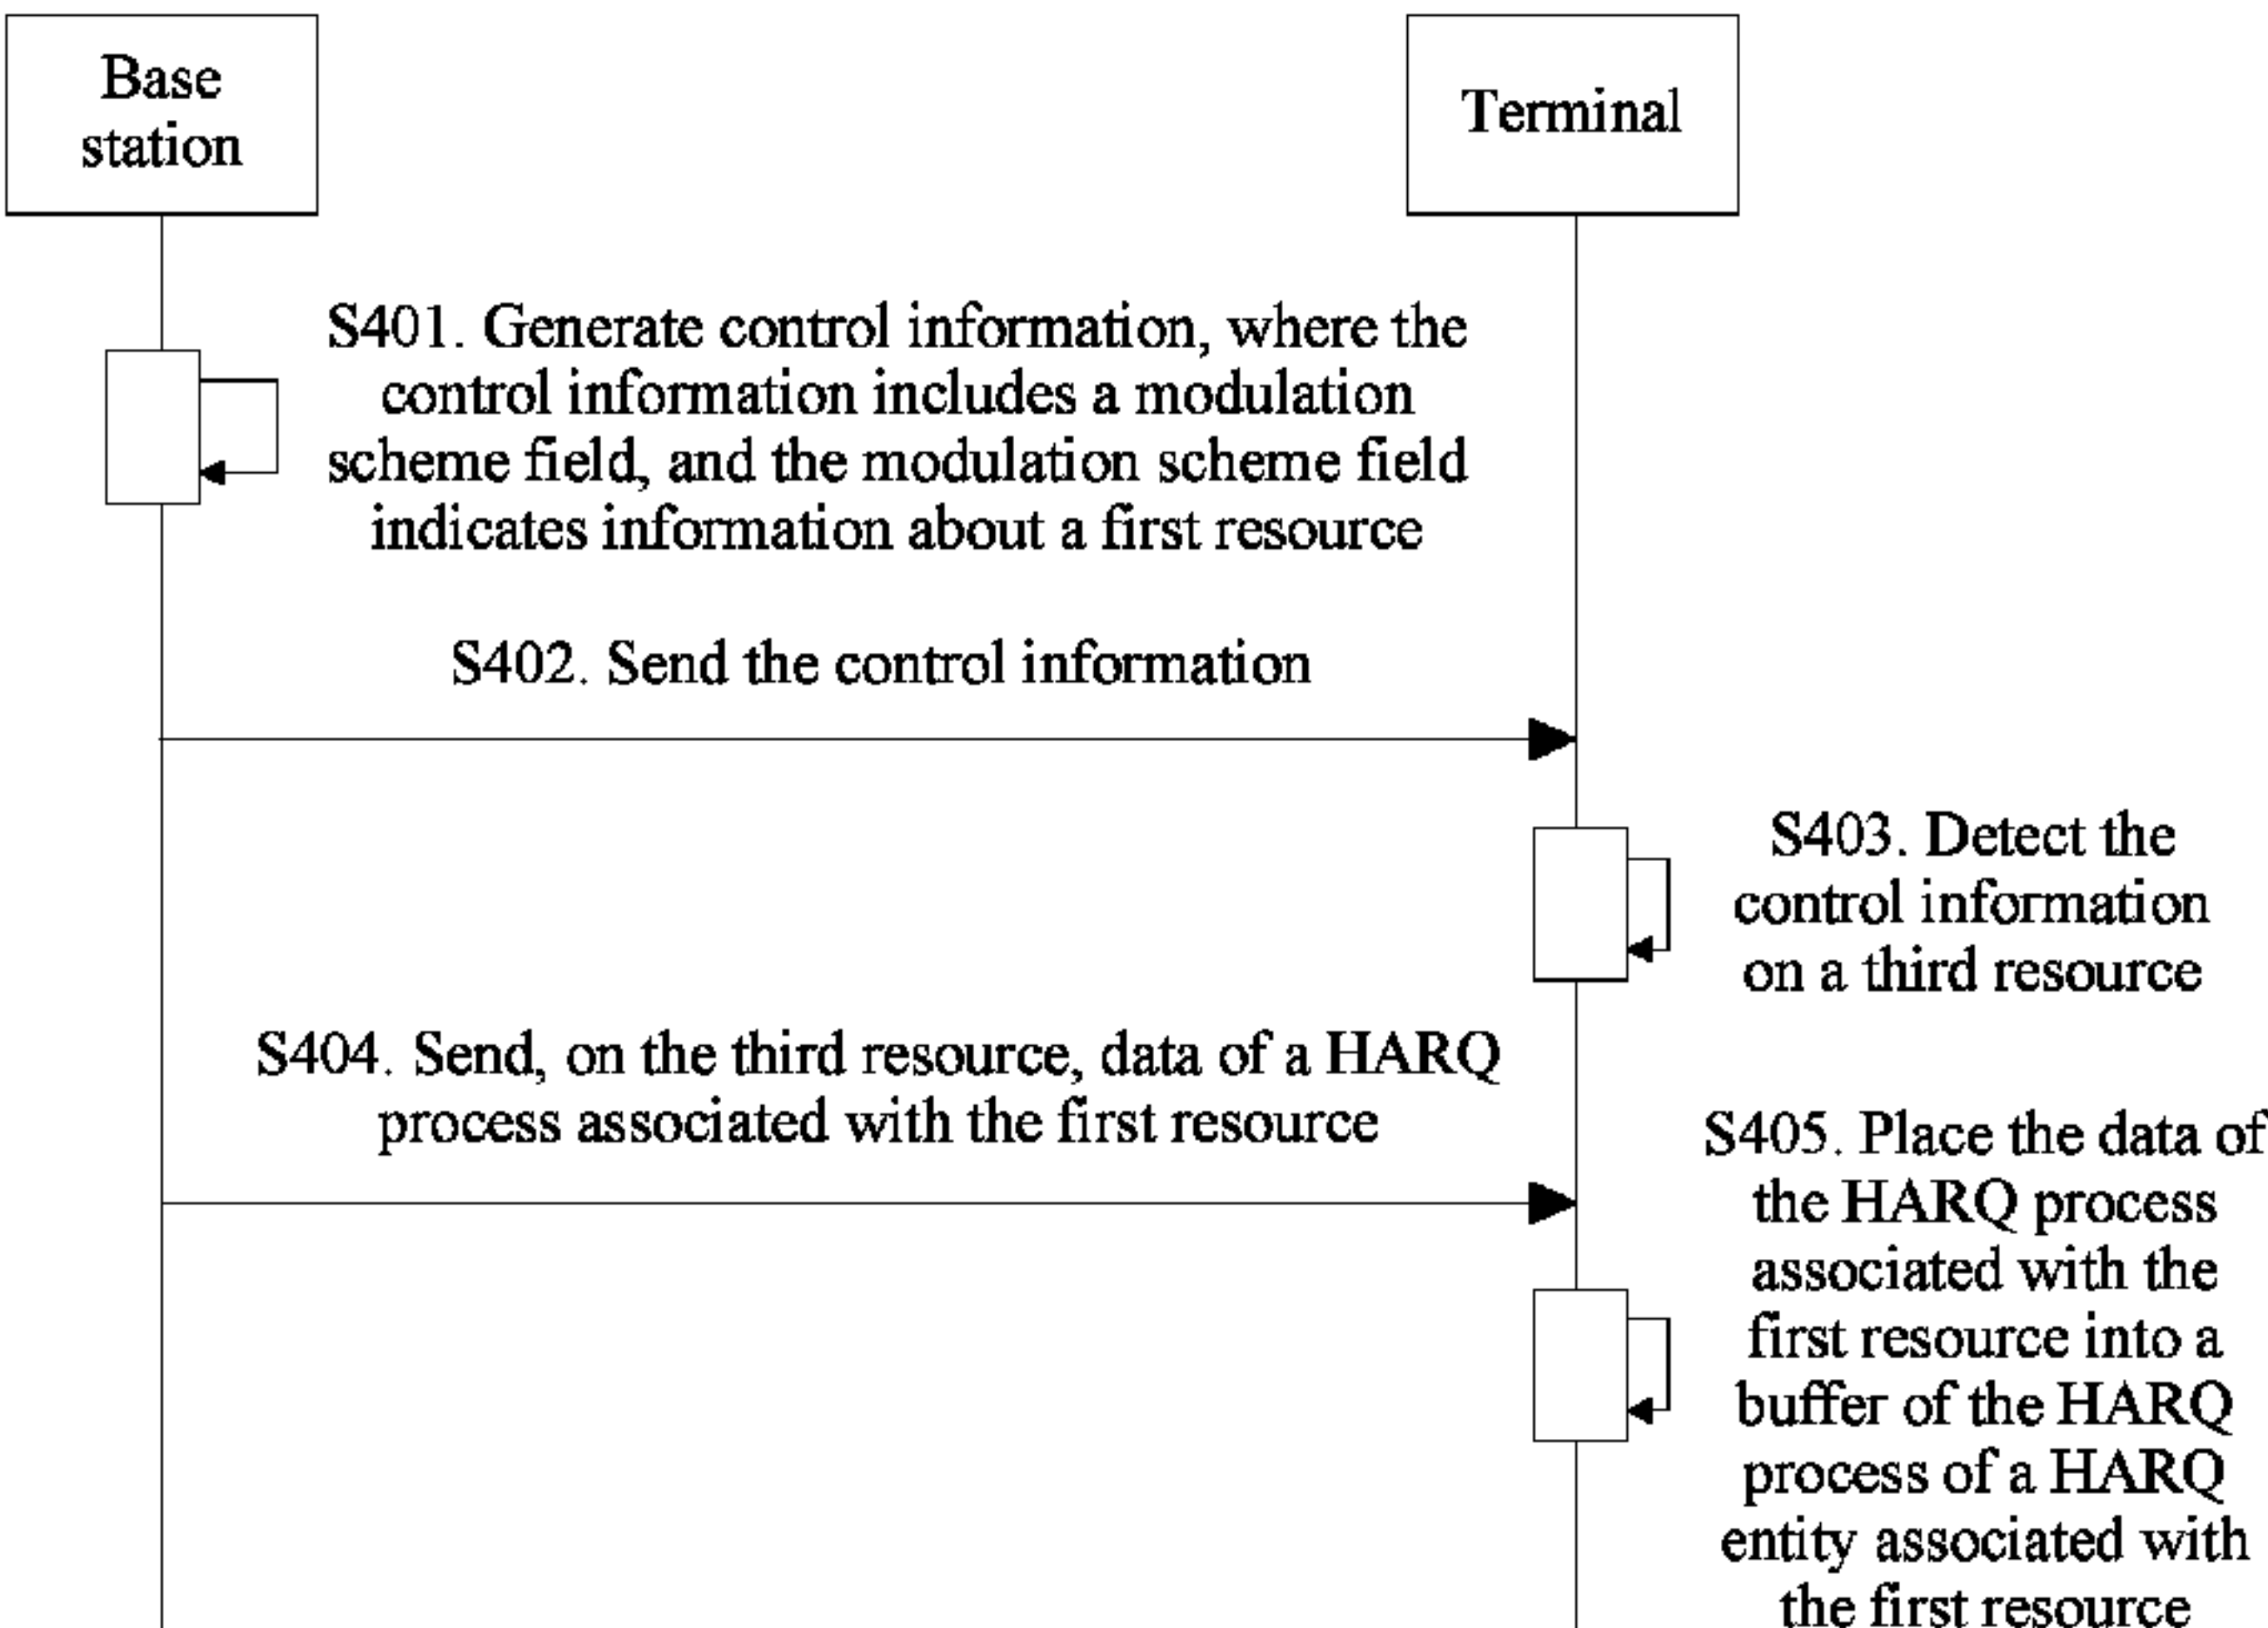 Base
station
Terminal
S401. Generate control information, where the
control information includes a modulation
scheme field, and the modulation scheme field
indicates information about a first resource
S402. Send the control information
S403. Detect the
control information
on a third resource
S404. Send, on the third resource, data of a HARQ
process associated with the first resource
S405. Place the data of
the HARQ process
associated with the
first resource into a
buffer of the HARQ
process of a HARQ
entity associated with
the first resource